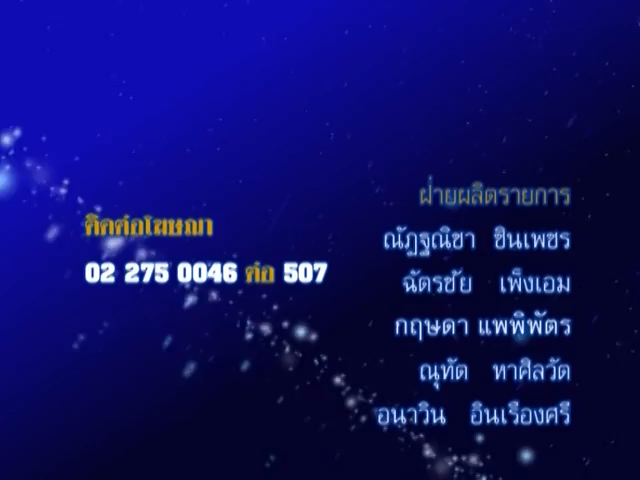 ติดต่อโฆษณา
02 275 0046 ต่อ 507
ฝ่ายผลิตรายการ
ณัฏฐณิชา ชินเพชร
ฉัตรชัย เพ็งเอม
กฤษดา แพพิพัตร
ณุทัต หาศิลวัต
อนาวิน อินเรืองศรี